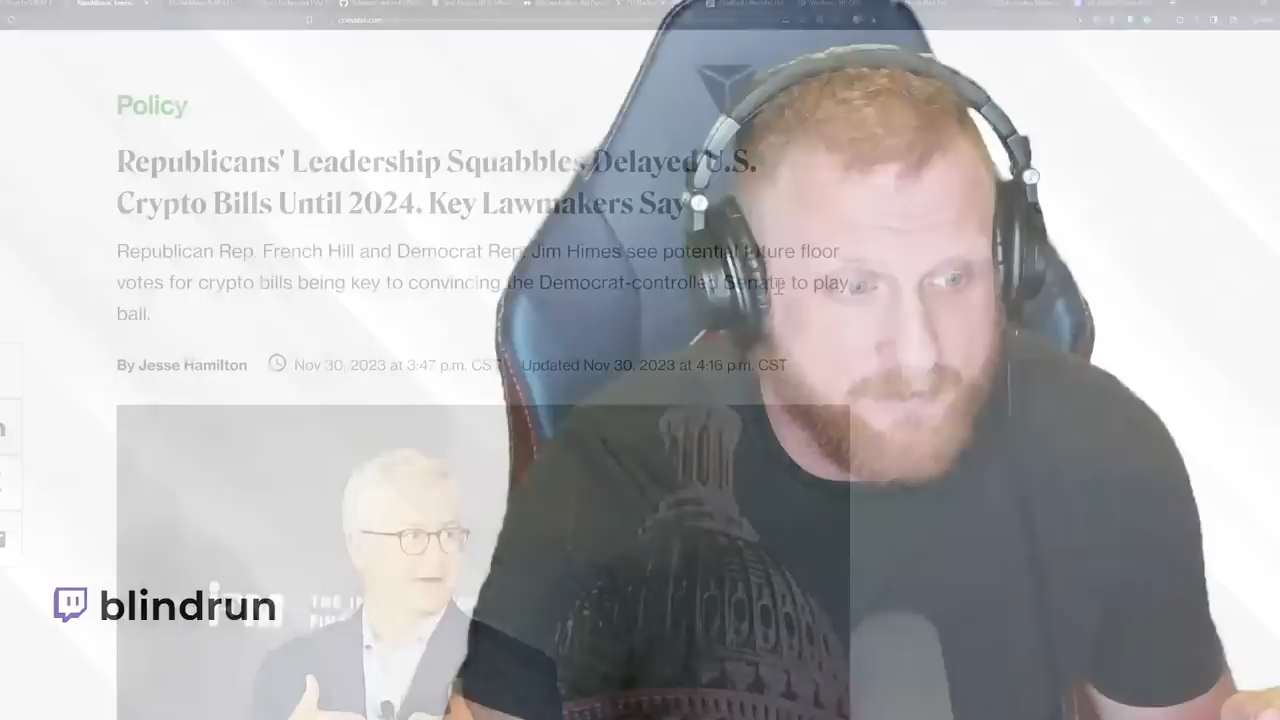 coindesk.com
Policy
Republicans' Leadership Squabbles Delayed U.S.
Crypto Bills Until 2024, Key Lawmakers Say
Republican Rep. French Hill and Democrat Rep. Jim Himes see potential future floor
votes for crypto bills being key to convincing the Democrat-controlled Senate to play
ball.
By Jesse Hamilton Nov 30, 2023 at 3:47 p.m. CST Updated Nov 30, 2023 at 4:16 p.m. CST
THE
blindrun